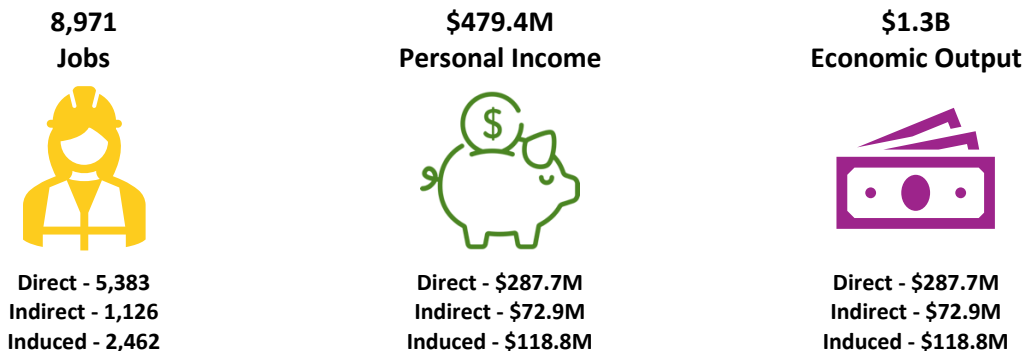 8,971
Jobs
Direct - 5,383
Indirect - 1,126
Induced - 2,462
$479.4M
Personal Income
$
Direct - $287.7M
Indirect - $72.9M
Induced - $118.8M
$1.3B
Economic Output
Direct - $287.7M
Indirect - $72.9M
Induced - $118.8M